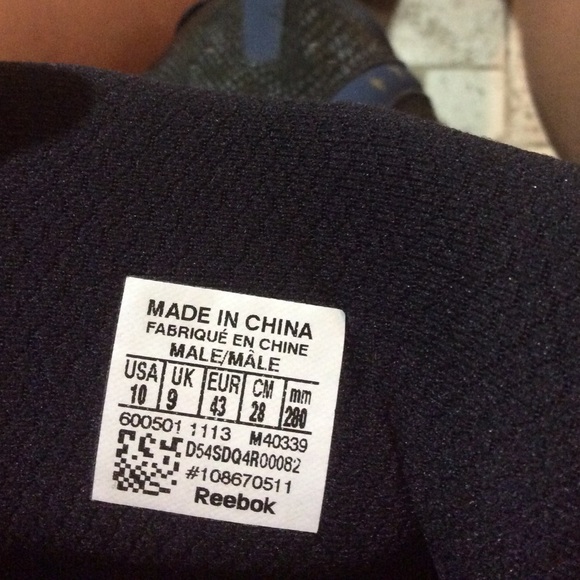 MADE IN CHINA
FABRIQUÉ EN CHINE
MALE/MÂLE
USA UK EUR CM mm
10 9 43 28 280
600501 1113 M40339
D54SDQ4R00082
#108670511
Reebok